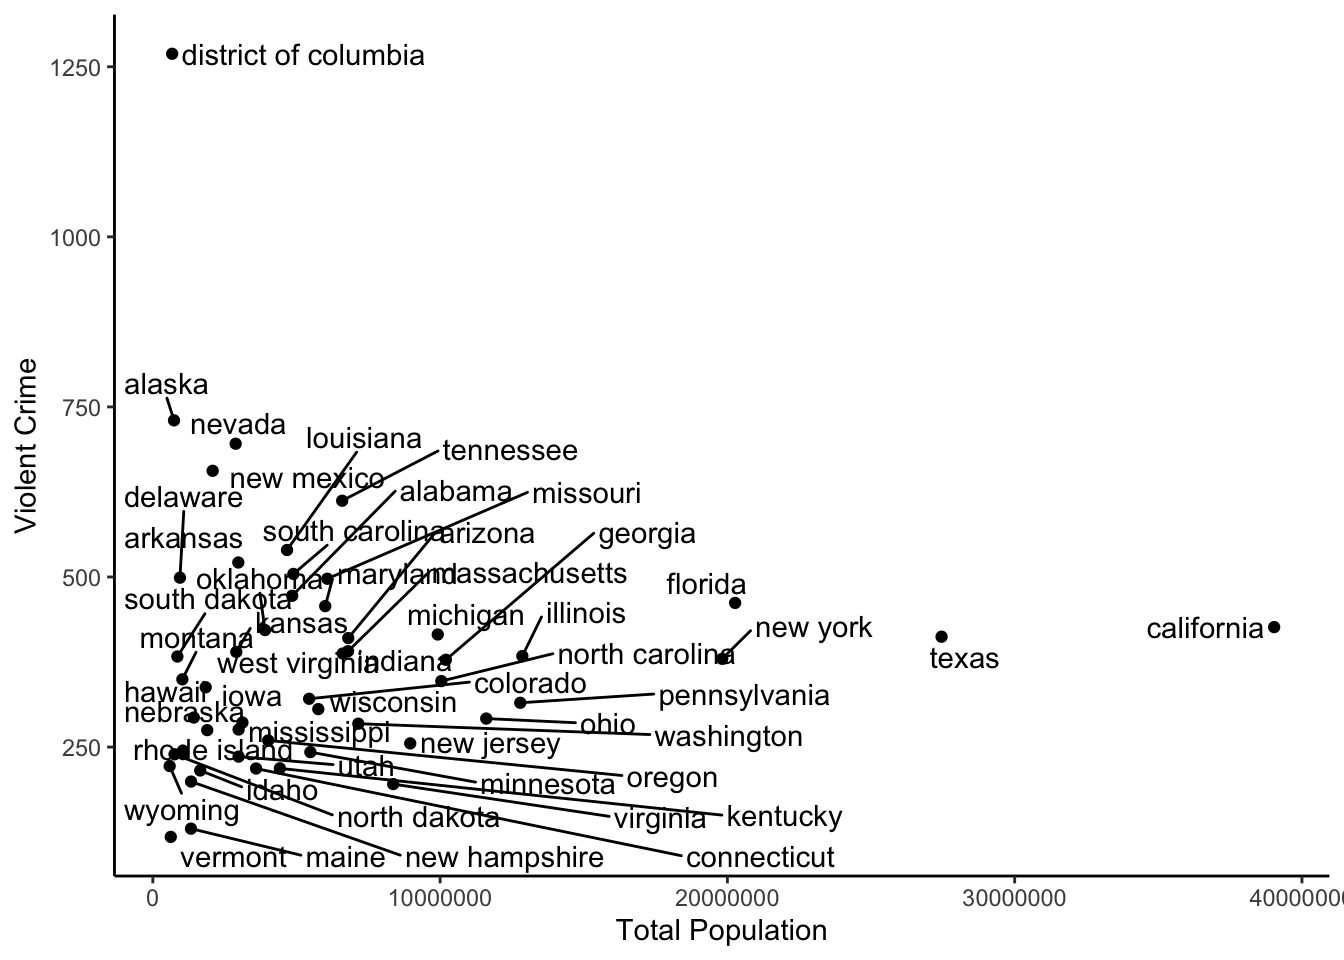 district of columbia
1250
1000
Violent Crime
alaska
750
nevada
louisiana
tennessee
new mexico
delaware
alabama
missouri
arkansas
south carolina
arizona
georgia
500
oklahoma
maryland
massachusetts
florida
south dakota
michigan
illinois
kansas
new york
california
montana
west virginia
indiana
north carolina
texas
hawaii
iowa
colorado
pennsylvania
nebraska
wisconsin
ohio
mississippi
washington
250
rhode island
new jersey
utah
oregon
idaho
minnesota
wyoming
north dakota
virginia
kentucky
vermont
maine
new hampshire
connecticut
0
10000000
20000000
30000000
4000000
Total Population